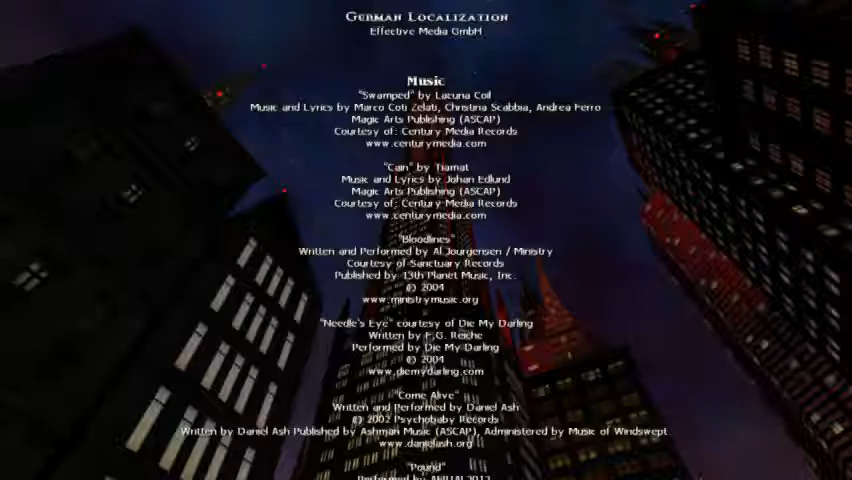 German Localization
Effective Media GmbH
Music
"Swamped" by Lacuna Coil
Music and Lyrics by Marco Coti Zelati, Christina Scabbia, Andrea Ferro
Magic Arts Publishing (ASCAP)
Courtesy of: Century Media Records
www.centurymedia.com
"Cain" by Tiamat
Music and Lyrics by Johan Edlund
Magic Arts Publishing (ASCAP)
Courtesy of: Century Media Records
www.centurymedia.com
"Bloodlines"
Written and Performed by Al Jourgensen / Ministry
Courtesy of Sanctuary Records
Published by 13th Planet Music, Inc.
© 2004
www.ministrymusic.org
"Needle's Eye" courtesy of Die My Darling
Written by F.G. Reiche
Performed by Die My Darling
© 2004
www.diemydarling.com
"Come Alive"
Written and Performed by Daniel Ash
© 2002 Psychobaby Records
Written by Daniel Ash Published by Ashman Music (ASCAP), Administered by Music of Windswept
www.danielash.org
"Pound"
Performed by